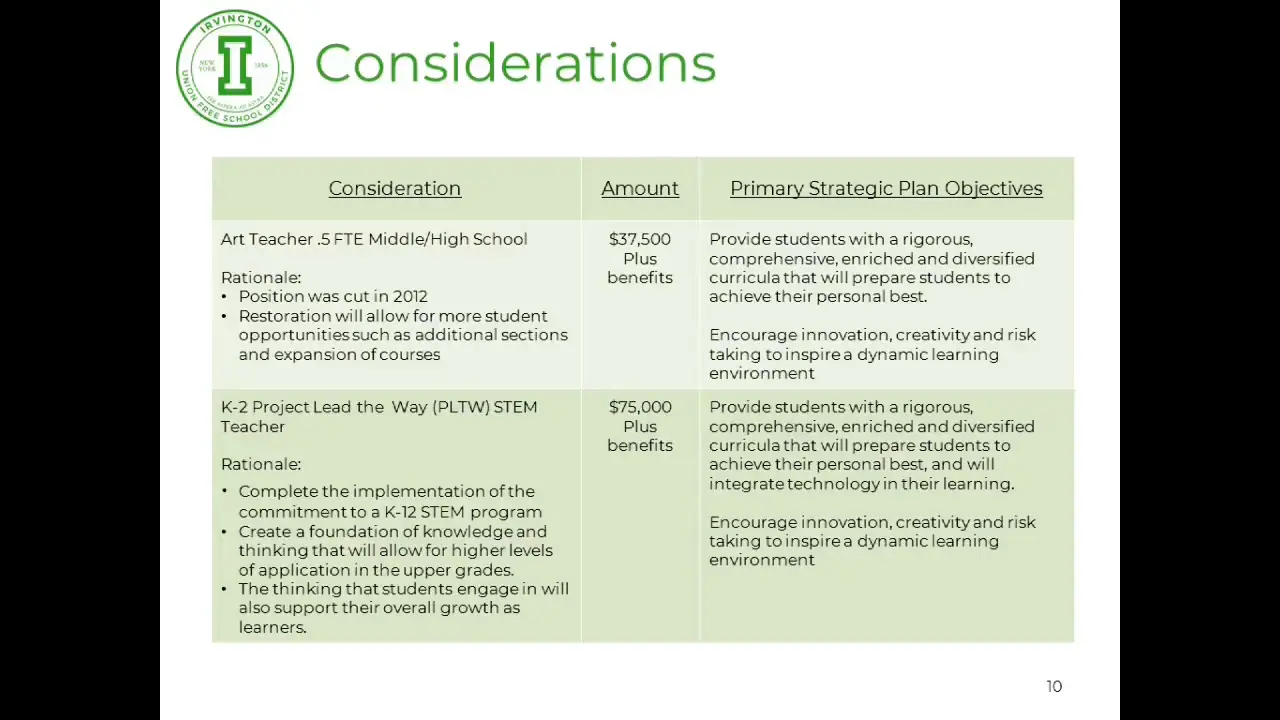 IRVINGTON
NEW YORK
1856
UNION FREE SCHOOL DISTRICT
Considerations
Consideration
Amount
Primary Strategic Plan Objectives
Art Teacher .5 FTE Middle/High School
Rationale:
• Position was cut in 2012
• Restoration will allow for more student
opportunities such as additional sections
and expansion of courses
$37,500
Plus
benefits
Provide students with a rigorous,
comprehensive, enriched and diversified
curricula that will prepare students to
achieve their personal best.
Encourage innovation, creativity and risk
taking to inspire a dynamic learning
environment
K-2 Project Lead the Way (PLTW) STEM
Teacher
Rationale:
• Complete the implementation of the
commitment to a K-12 STEM program
• Create a foundation of knowledge and
thinking that will allow for higher levels
of application in the upper grades.
• The thinking that students engage in will
also support their overall growth as
learners.
$75,000
Plus
benefits
Provide students with a rigorous,
comprehensive, enriched and diversified
curricula that will prepare students to
achieve their personal best, and will
integrate technology in their learning.
Encourage innovation, creativity and risk
taking to inspire a dynamic learning
environment
10